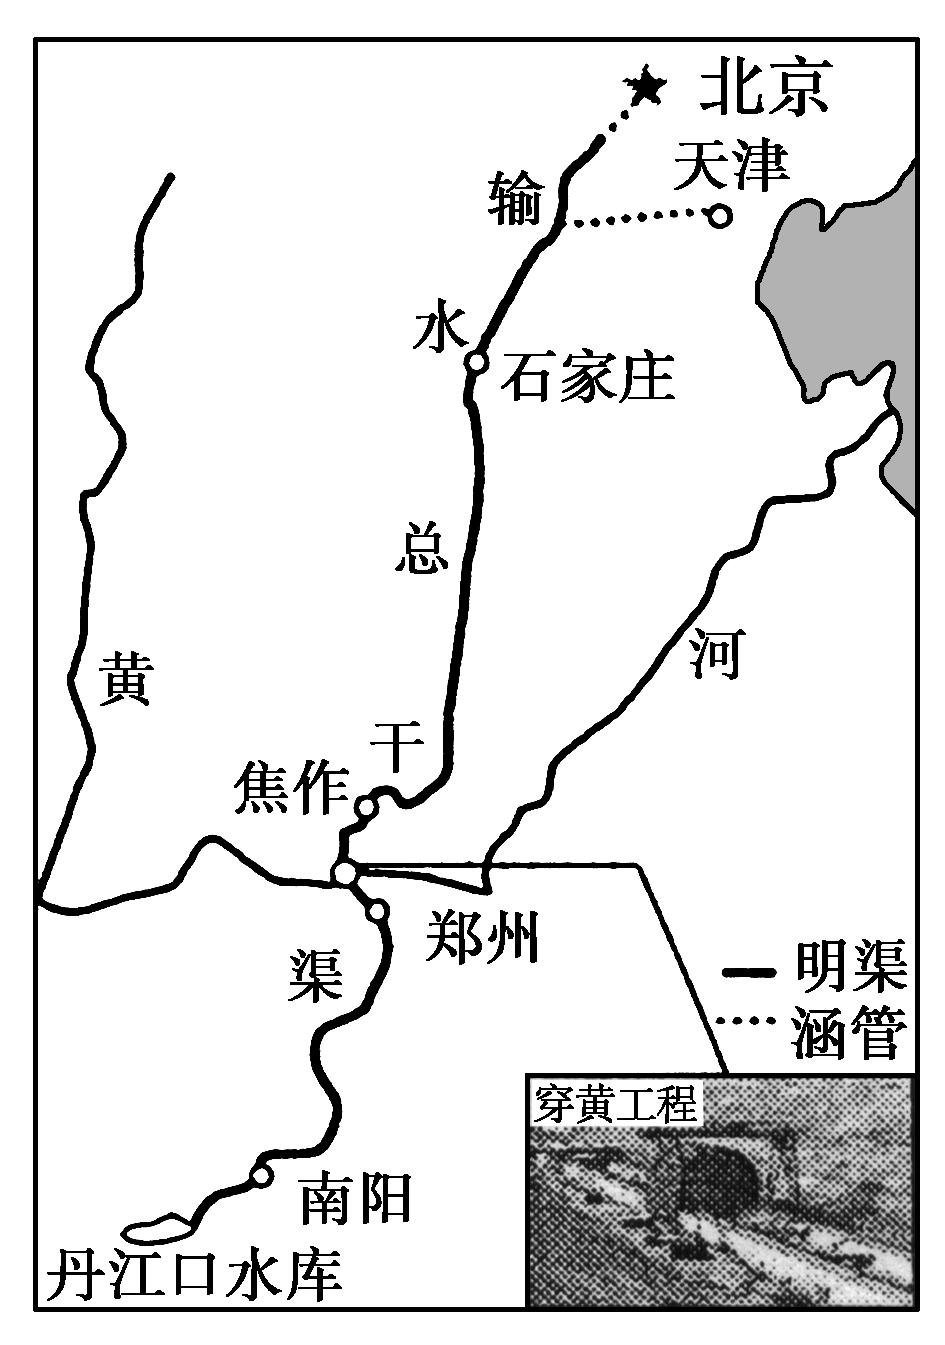 北京
天津
输
水
石家庄
总
河
黄
干
焦作
郑州
渠
明渠
涵管
穿黄工程
南阳
丹江口水库